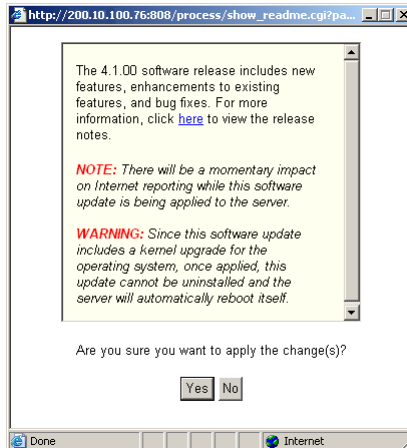 http://200.10.100.76:808/process/show_readme.cgi?pa...
The 4.1.00 software release includes new
features, enhancements to existing
features, and bug fixes. For more
information, click here to view the release
notes.
NOTE: There will be a momentary impact
on Internet reporting while this software
update is being applied to the server.
WARNING: Since this software update
includes a kernel upgrade for the
operating system, once applied, this
update cannot be uninstalled and the
server will automatically reboot itself.
Are you sure you want to apply the change(s)?
Yes No
Done Internet